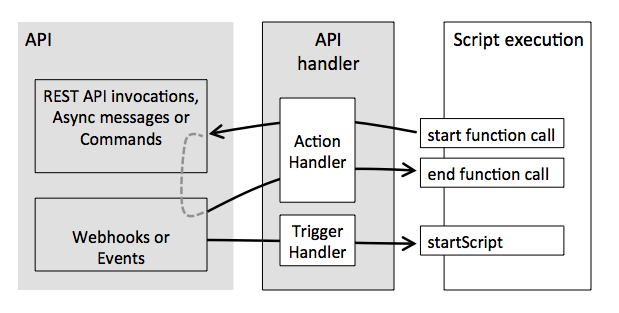 API
REST API invocations,
Async messages or
Commands
Webhooks or
Events
API
handler
Action
Handler
Trigger
Handler
Script execution
start function call
end function call
startScript